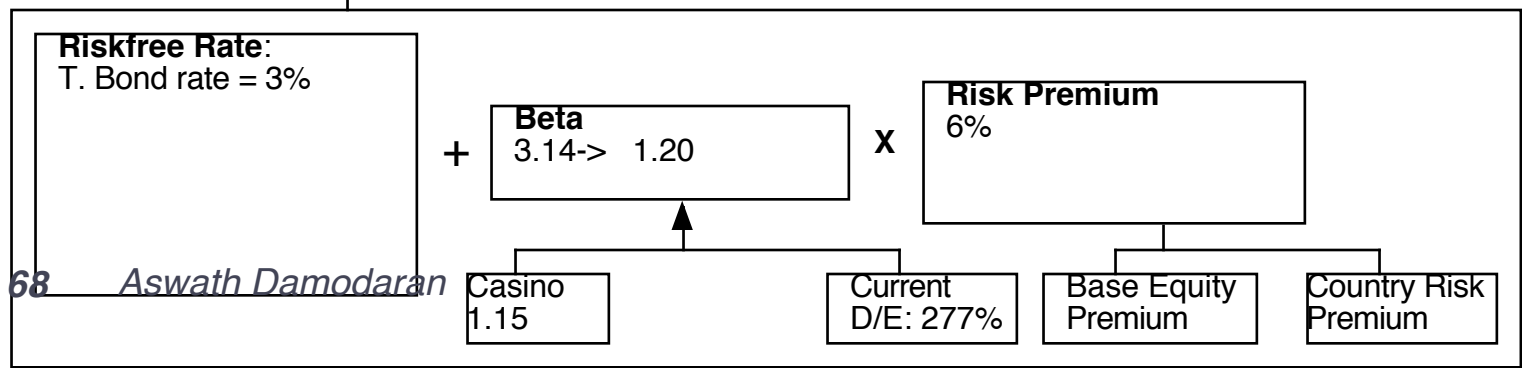 Riskfree Rate:
T. Bond rate = 3%
+
Beta
3.14-> 1.20
X
Risk Premium
6%
Casino
1.15
Current
D/E: 277%
Base Equity
Premium
Country Risk
Premium
68 Aswath Damodaran